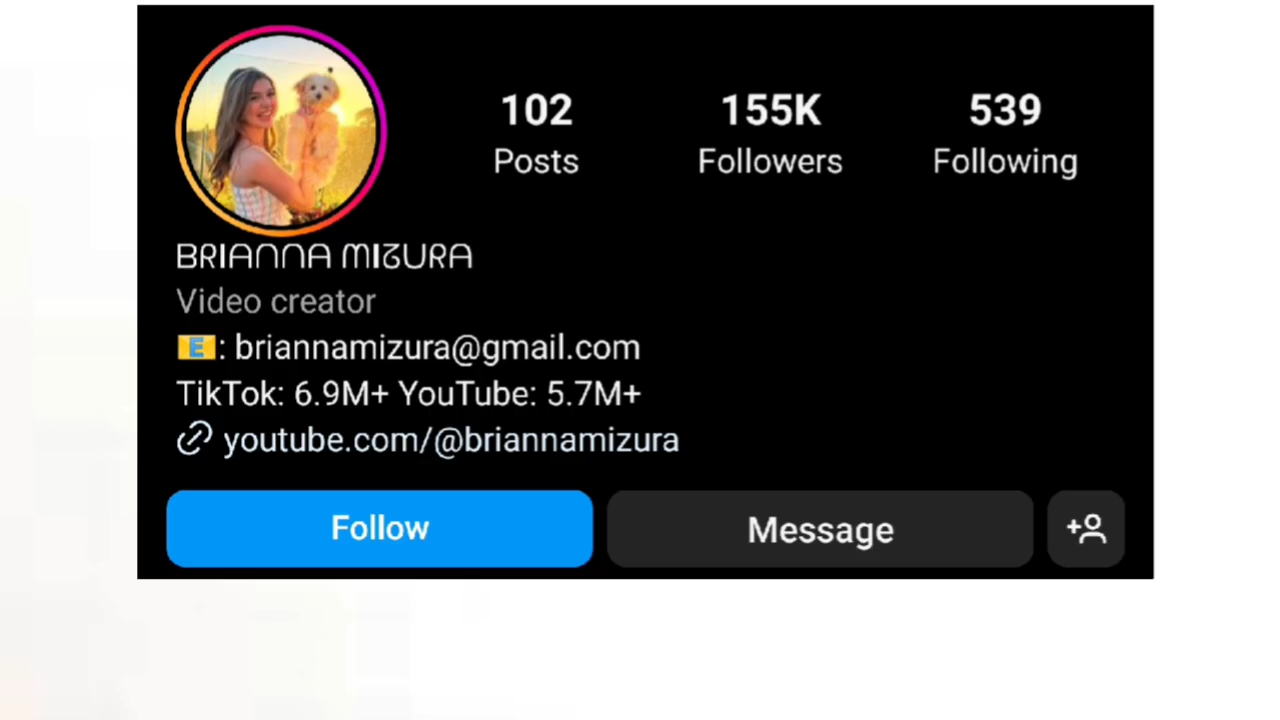 102 155K 539
Posts Followers Following
BRIANNA MIZURA
Video creator
📧: briannamizura@gmail.com
TikTok: 6.9M+ YouTube: 5.7M+
youtube.com/@briannamizura
Follow Message